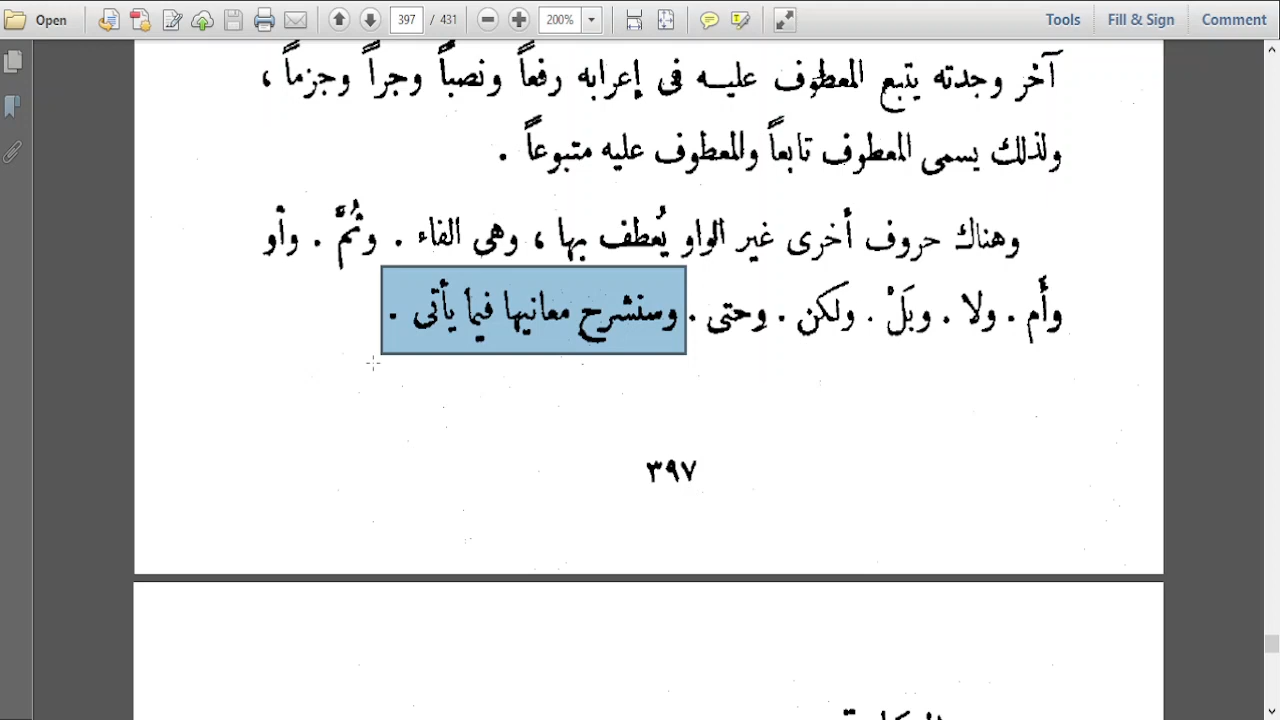 Open
397 / 431
200%
Tools
Fill & Sign
Comment
آخر وجدته يتبع المعطوف عليه فى إعرابه رفعاً ونصباً وجراً وجزماً ،
ولذلك يسمى المعطوف تابعاً والمعطوف عليه متبوعاً .
وهناك حروف أخرى غير الواو يُعطف بها ، وهى الفاء . وثُمَّ . وأو
وأَم . ولا . وبَلْ . ولكن . وحتى . وسنشرح معانيها فيما يأتى .
٣٩٧